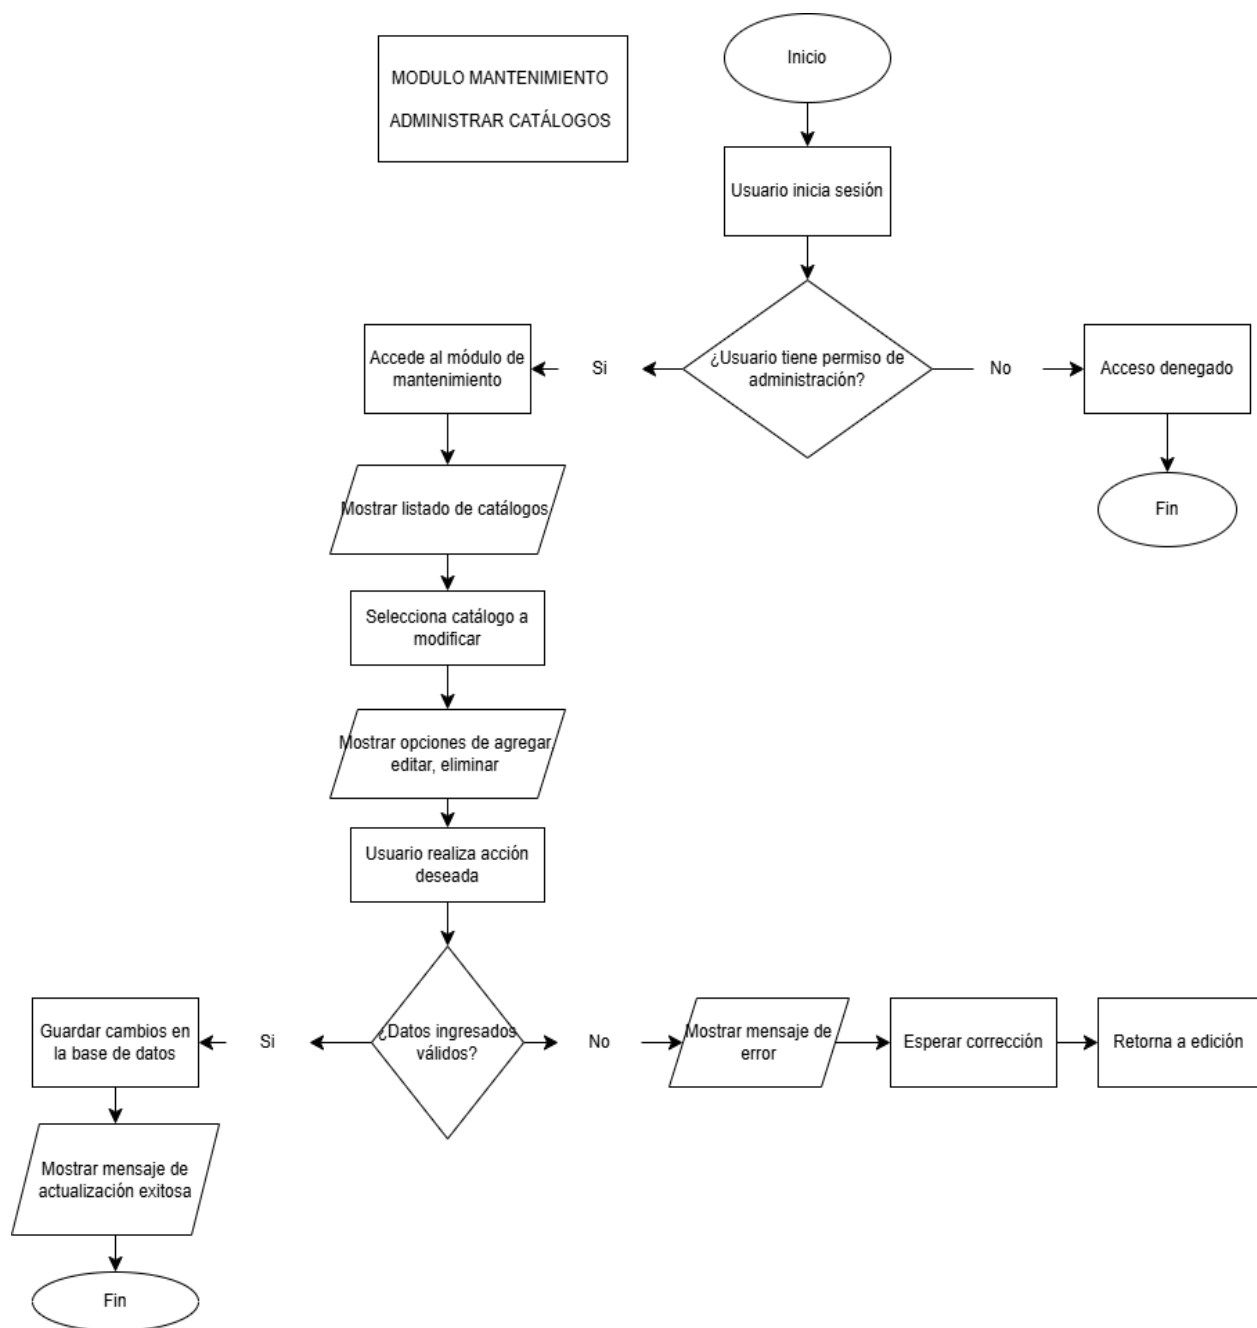 MODULO MANTENIMIENTO
ADMINISTRAR CATÁLOGOS
Inicio
Usuario inicia sesión
¿Usuario tiene permiso de
administración?
Si
No
Accede al módulo de
mantenimiento
Acceso denegado
Mostrar listado de catálogos
Fin
Selecciona catálogo a
modificar
Mostrar opciones de agregar,
editar, eliminar
Usuario realiza acción
deseada
¿Datos ingresados
válidos?
Si
No
Guardar cambios en
la base de datos
Mostrar mensaje de
error
Esperar corrección
Retorna a edición
Mostrar mensaje de
actualización exitosa
Fin